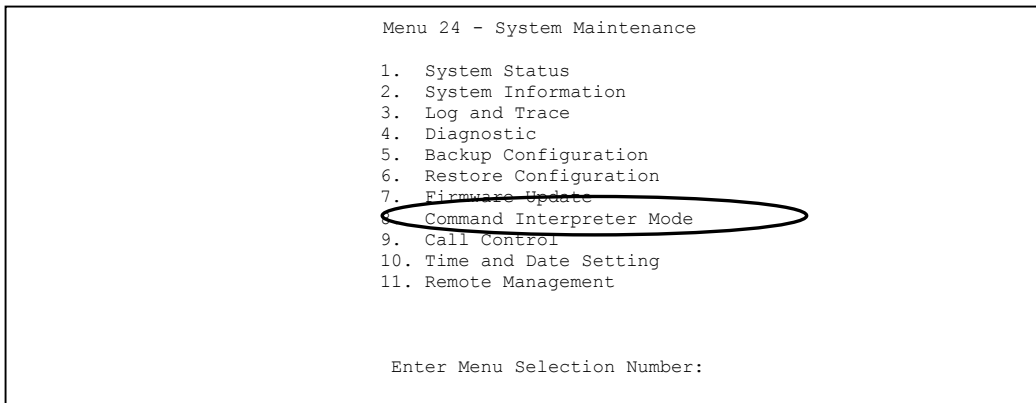 Menu 24 - System Maintenance
1. System Status
2. System Information
3. Log and Trace
4. Diagnostic
5. Backup Configuration
6. Restore Configuration
7. Firmware Update
8. Command Interpreter Mode
9. Call Control
10. Time and Date Setting
11. Remote Management
Enter Menu Selection Number: